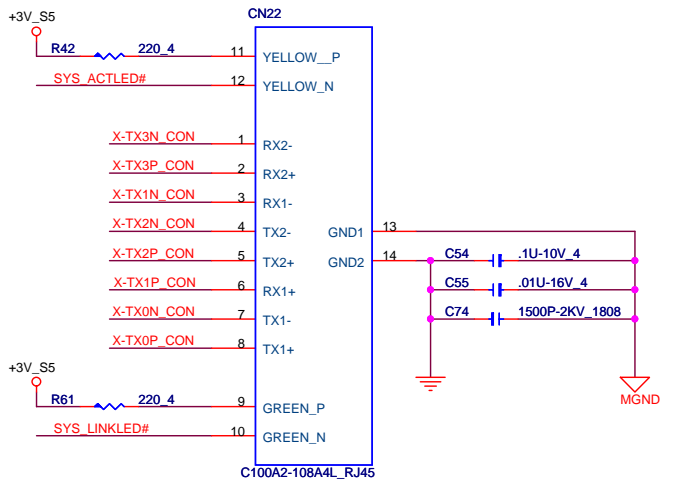 CN22
+3V_S5
R42 220_4 11 YELLOW__P
SYS_ACTLED# 12 YELLOW_N
X-TX3N_CON 1 RX2-
X-TX3P_CON 2 RX2+
X-TX1N_CON 3 RX1-
X-TX2N_CON 4 TX2- GND1 13
X-TX2P_CON 5 TX2+ GND2 14 C54 .1U-10V_4
X-TX1P_CON 6 RX1+ C55 .01U-16V_4
X-TX0N_CON 7 TX1- C74 1500P-2KV_1808
X-TX0P_CON 8 TX1+
+3V_S5
R61 220_4 9 GREEN_P MGND
SYS_LINKLED# 10 GREEN_N
C100A2-108A4L_RJ45